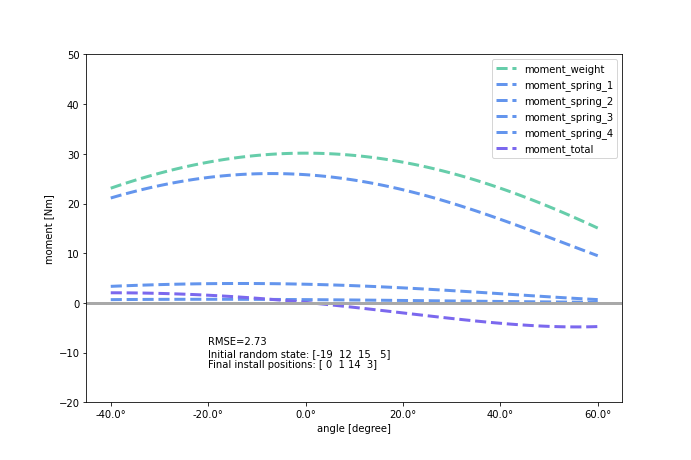 50
40
30
20
10
0
−10
−20
moment [Nm]
moment_weight
moment_spring_1
moment_spring_2
moment_spring_3
moment_spring_4
moment_total
RMSE=2.73
Initial random state: [-19  12  15   5]
Final install positions: [ 0  1 14  3]
-40.0°
-20.0°
0.0°
20.0°
40.0°
60.0°
angle [degree]